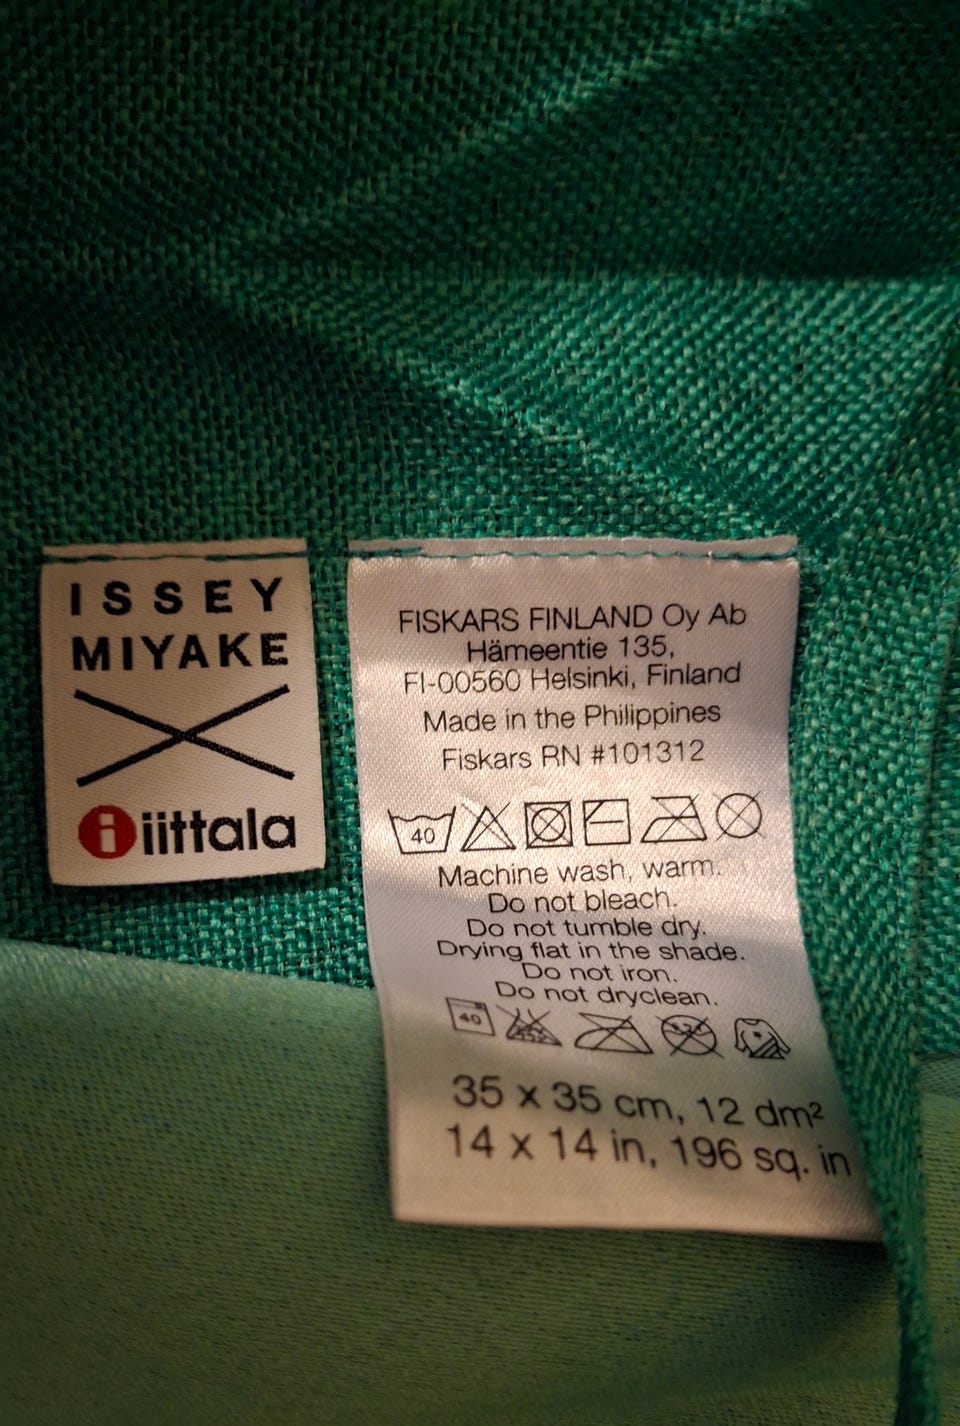 ISSEY
MIYAKE
iittala
FISKARS FINLAND Oy Ab
Hämeentie 135,
FI-00560 Helsinki, Finland
Made in the Philippines
Fiskars RN #101312
40
Machine wash, warm.
Do not bleach.
Do not tumble dry.
Drying flat in the shade.
Do not iron.
Do not dryclean.
40
35 x 35 cm, 12 dm²
14 x 14 in, 196 sq. in